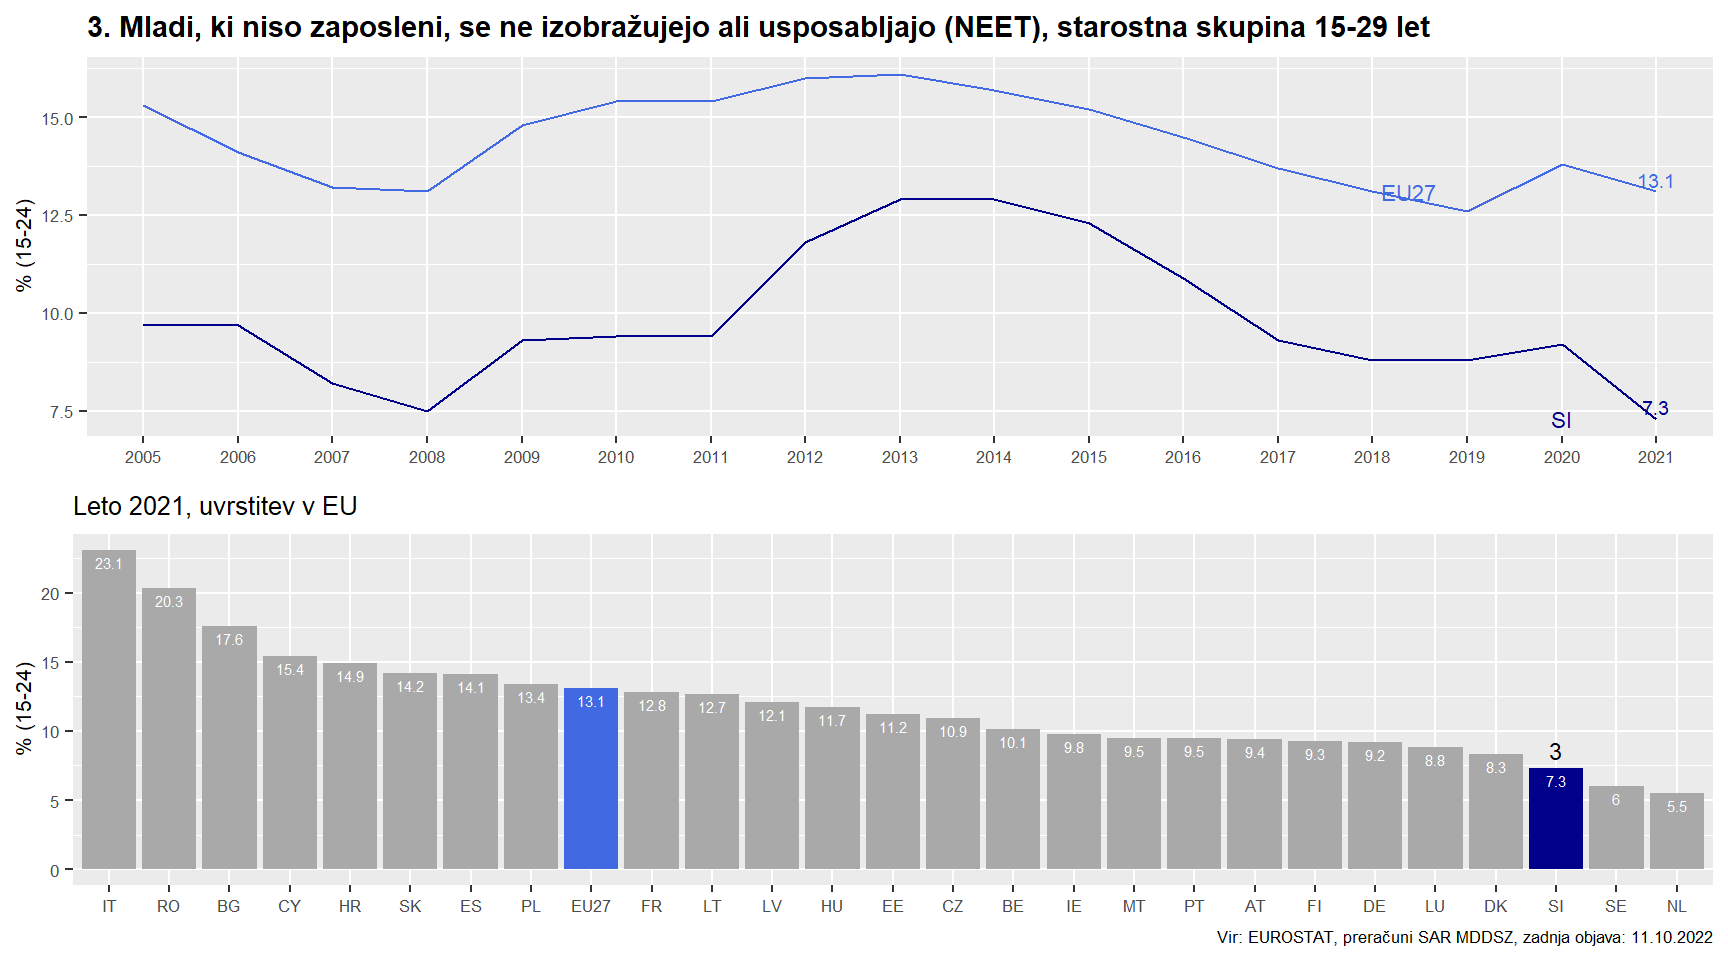 3. Mladi, ki niso zaposleni, se ne izobražujejo ali usposabljajo (NEET), starostna skupina 15-29 let
% (15-24)
15.0
12.5
10.0
7.5
EU27
13.1
SI
7.3
2005 2006 2007 2008 2009 2010 2011 2012 2013 2014 2015 2016 2017 2018 2019 2020 2021
Leto 2021, uvrstitev v EU
% (15-24)
20
15
10
5
0
23.1 20.3 17.6 15.4 14.9 14.2 14.1 13.4 13.1 12.8 12.7 12.1 11.7 11.2 10.9 10.1 9.8 9.5 9.5 9.4 9.3 9.2 8.8 8.3 7.3 6 5.5
3
IT RO BG CY HR SK ES PL EU27 FR LT LV HU EE CZ BE IE MT PT AT FI DE LU DK SI SE NL
Vir: EUROSTAT, preračuni SAR MDDSZ, zadnja objava: 11.10.2022